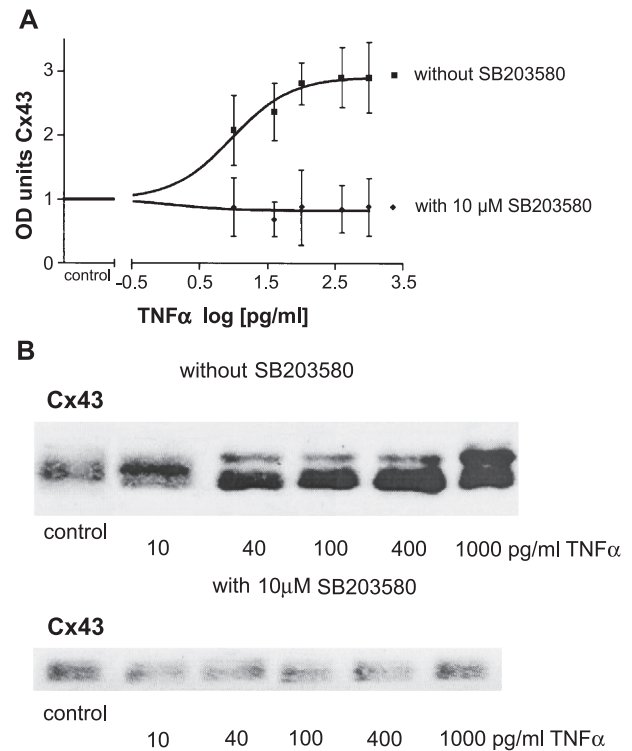 A
OD units Cx43
3
2
1
0
without SB203580
with 10 µM SB203580
control
-0.5 0.5 1.5 2.5 3.5
TNFα log [pg/ml]
B
without SB203580
Cx43
control 10 40 100 400 1000 pg/ml TNFα
with 10µM SB203580
Cx43
control
10 40 100 400 1000 pg/ml TNFα